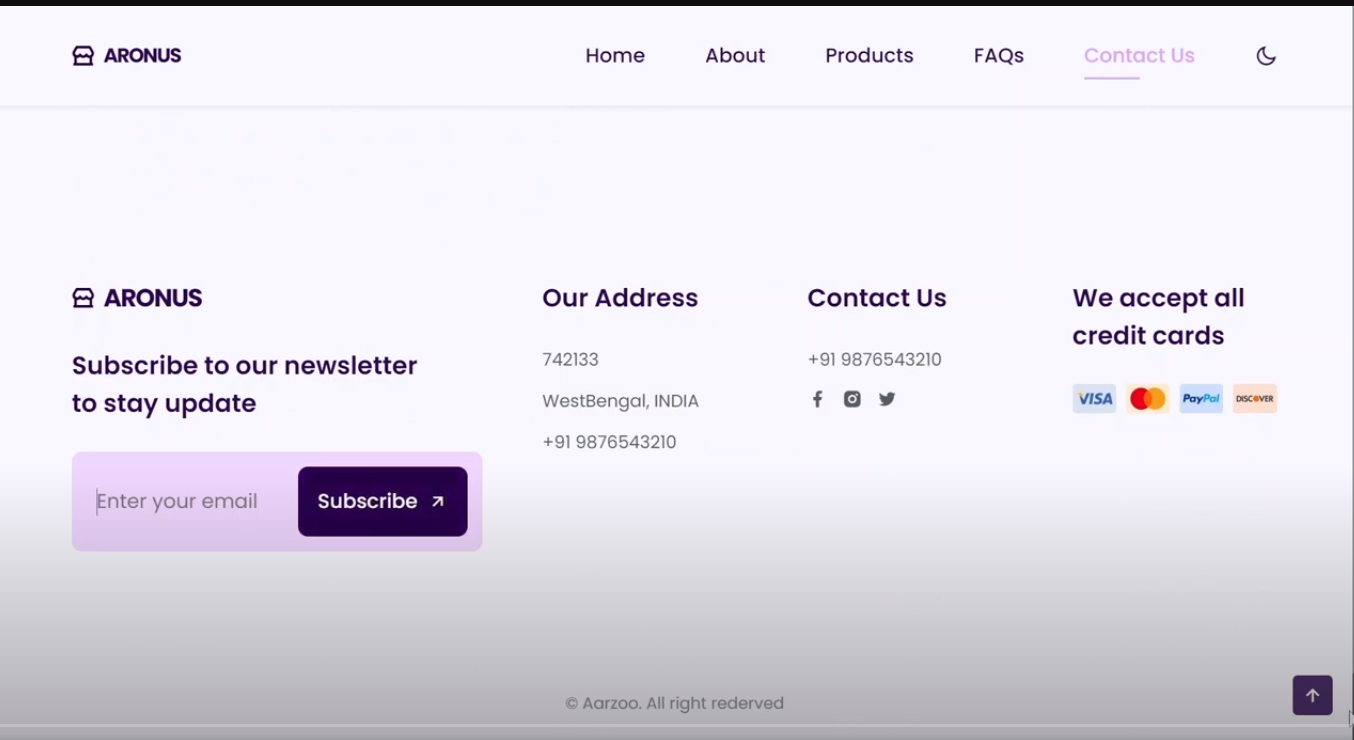 ARONUS
Home About Products FAQs Contact Us
ARONUS
Subscribe to our newsletter
to stay update
Enter your email
Subscribe
Our Address
742133
WestBengal, INDIA
+91 9876543210
Contact Us
+91 9876543210
We accept all
credit cards
VISA
PayPal
DISCOVER
© Aarzoo. All right rederved